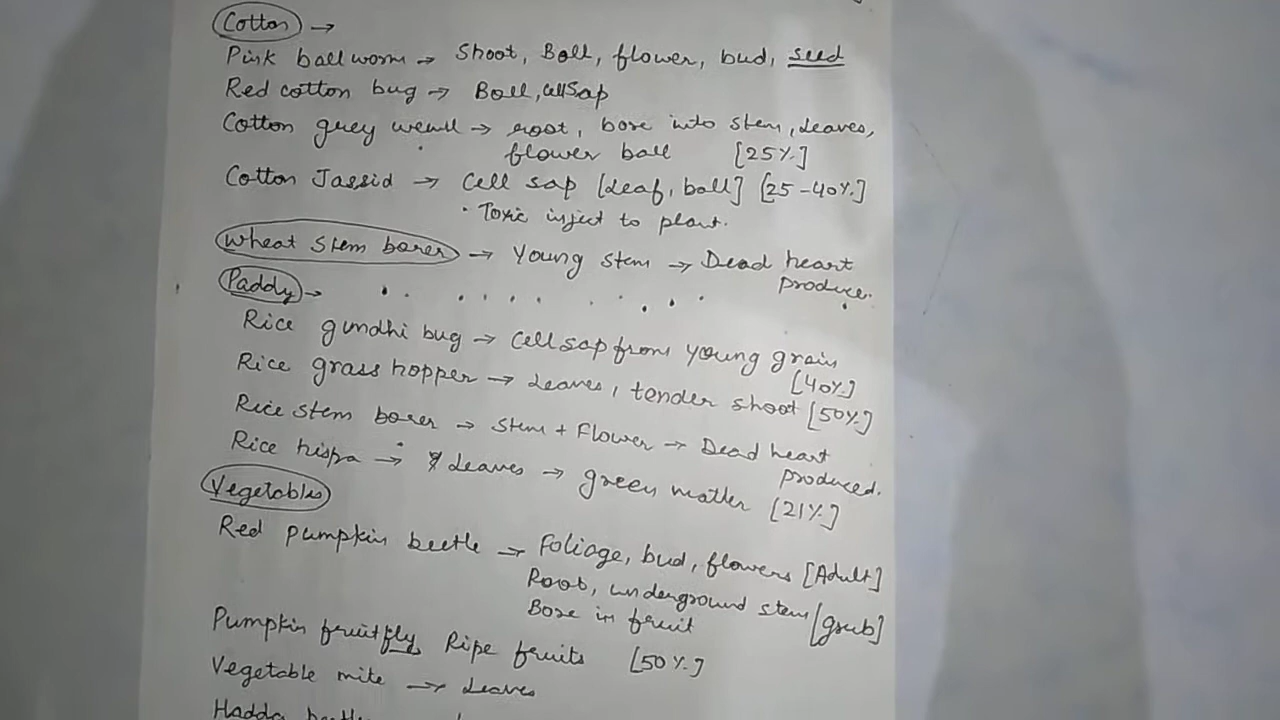 Cotton →
Pink ballworm → Shoot, Boll, flower, bud, seed
Red cotton bug → Boll, cell sap
Cotton grey weevil → root, bore into stem, leaves,
flower ball [25%]
Cotton Jassid → Cell sap [leaf, ball] [25-40%]
• Toxic inject to plant.
Wheat Stem borer → Young stem → Dead heart
produce.
Paddy →
Rice gundhi bug → Cell sap from young grain
[40%]
Rice grass hopper → Leaves, tender shoot [50%]
Rice stem borer → Stem + Flower → Dead heart
produced.
Rice hispa → Leaves → green matter [21%]
Vegetables
Red pumpkin beetle → Foliage, bud, flowers [Adult]
Root, underground stem [grub]
Bore in fruit
Pumpkin fruitfly Ripe fruits [50%]
Vegetable mite → Leaves
Hadda